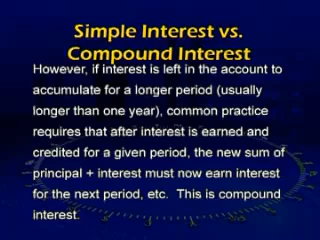 Simple Interest vs.
Compound Interest
However, if interest is left in the account to
accumulate for a longer period (usually
longer than one year), common practice
requires that after interest is earned and
credited for a given period, the new sum of
principal + interest must now earn interest
for the next period, etc.  This is compound
interest.